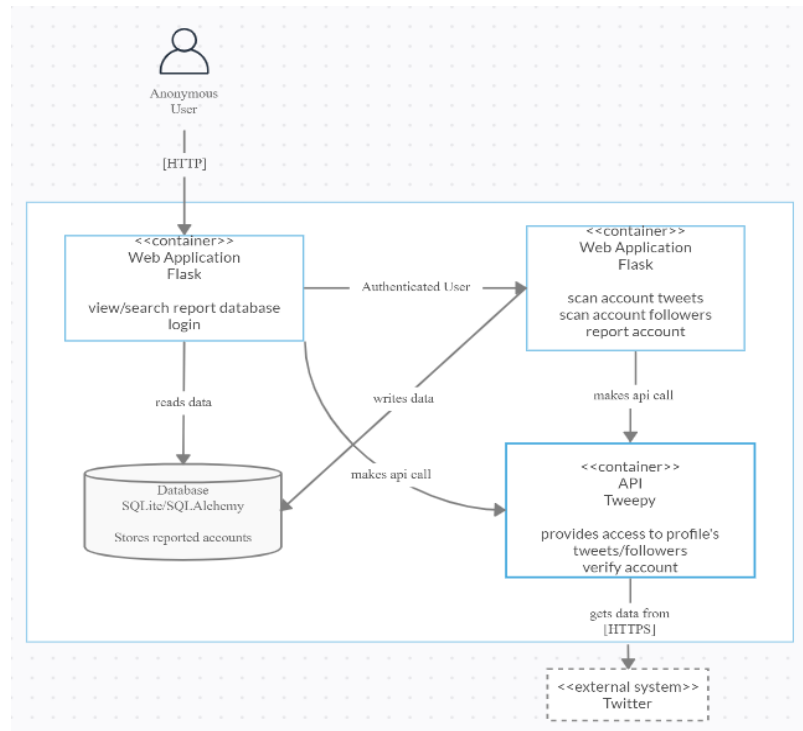 Anonymous
User
[HTTP]
<<container>>
Web Application
Flask
view/search report database
login
Authenticated User
<<container>>
Web Application
Flask
scan account tweets
scan account followers
report account
reads data
writes data
makes api call
makes api call
Database
SQLite/SQLAlchemy
Stores reported accounts
<<container>>
API
Tweepy
provides access to profile's
tweets/followers
verify account
gets data from
[HTTPS]
<<external system>>
Twitter